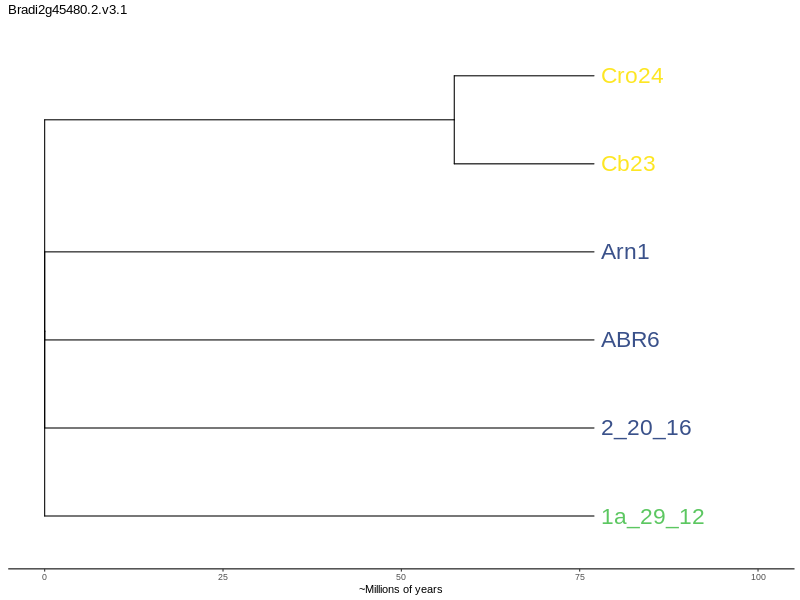 Bradi2g45480.2.v3.1
Cro24
Cb23
Arn1
ABR6
2_20_16
1a_29_12
0 25 50 75 100
~Millions of years